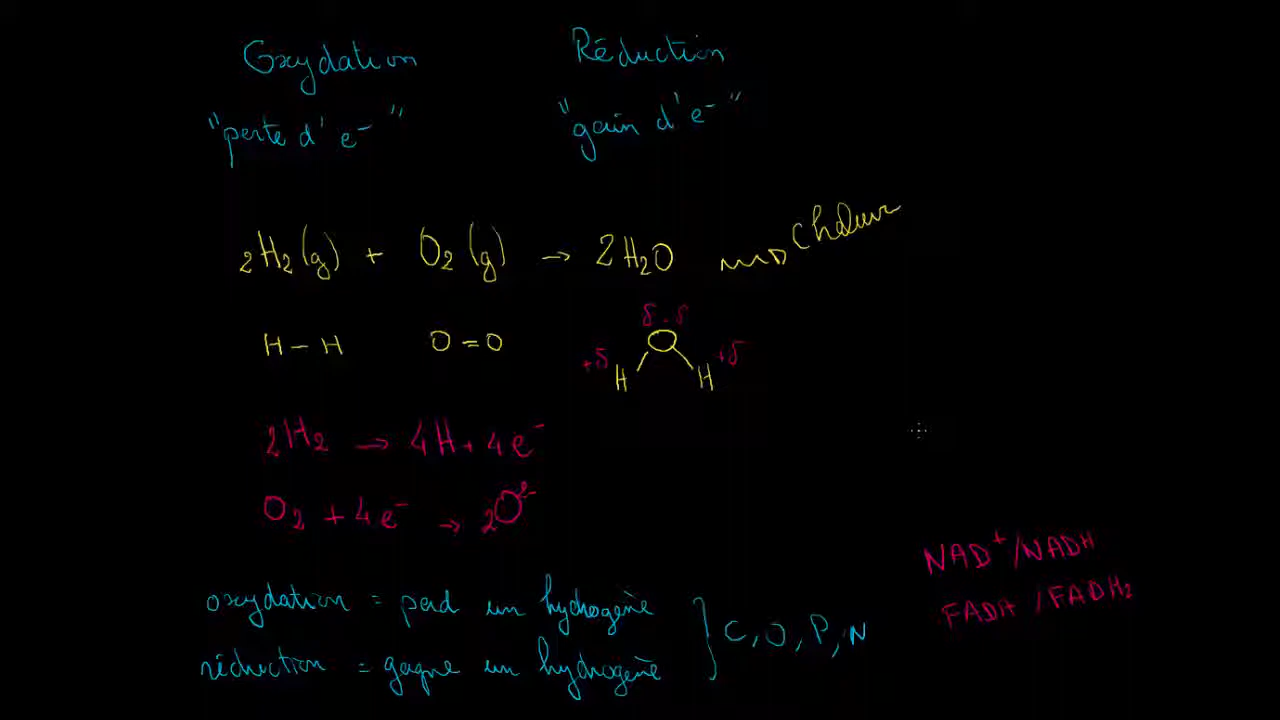 Oxydation Réduction
"perte d' e⁻" "gain d' e⁻"
2H₂(g) + O₂(g) → 2H₂O Chaleur
H – H O = O
δ - δ
+δ H O H +δ
2H₂ → 4H + 4e⁻
O₂ + 4e⁻ → 2O²⁻
NAD⁺/NADH
FADH /FADH₂
oxydation = perd un hydrogène
réduction = gagne un hydrogène
} C, O, P, N